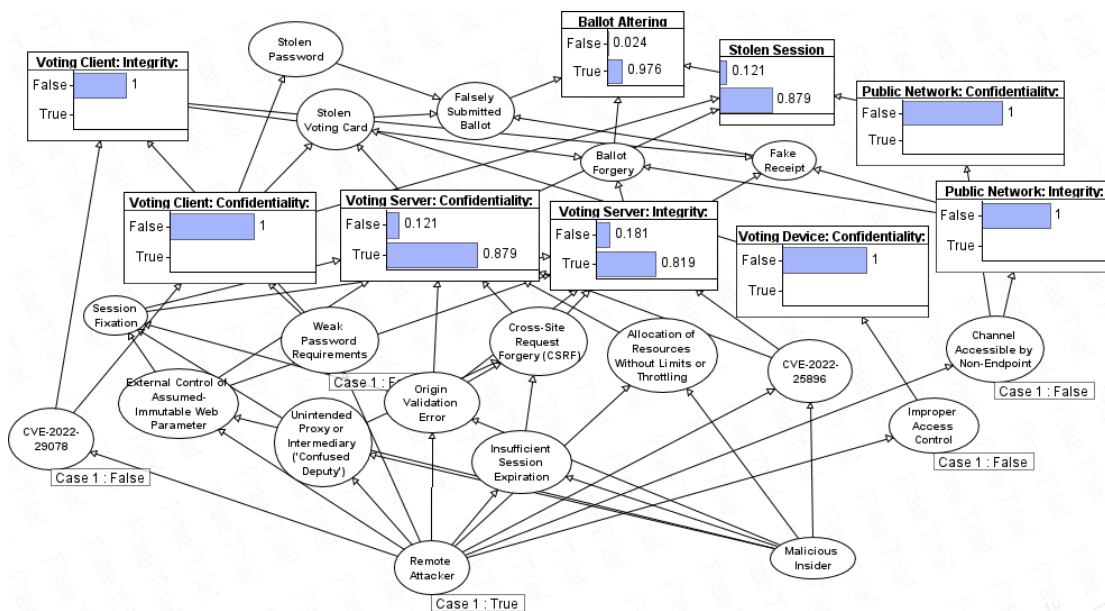 Ballot Altering
False
0.024
True
0.976
Stolen
Password
Voting Client: Integrity:
False
1
True
Stolen Session
0.121
0.879
Public Network: Confidentiality:
False
1
True
Falsely
Submitted
Ballot
Stolen
Voting Card
Ballot
Forgery
Fake
Receipt
Voting Client: Confidentiality:
False
1
True
Voting Server: Confidentiality:
False
0.121
True
0.879
Voting Server: Integrity:
False
0.181
True
0.819
Public Network: Integrity:
False
1
True
Voting Device: Confidentiality:
False
1
True
Session
Fixation
Weak
Password
Requirements
Cross-Site
Request
Forgery (CSRF)
Allocation of
Resources
Without Limits or
Throttling
CVE-2022-
25896
Channel
Accessible by
Non-Endpoint
Case 1 : False
External Control of
Assumed-
Immutable Web
Parameter
Origin
Validation
Error
CVE-2022-
29078
Case 1 : False
Unintended
Proxy or
Intermediary
('Confused
Deputy')
Insufficient
Session
Expiration
Improper
Access
Control
Case 1 : False
Remote
Attacker
Case 1 : True
Malicious
Insider
Case 1 :
Free Trial